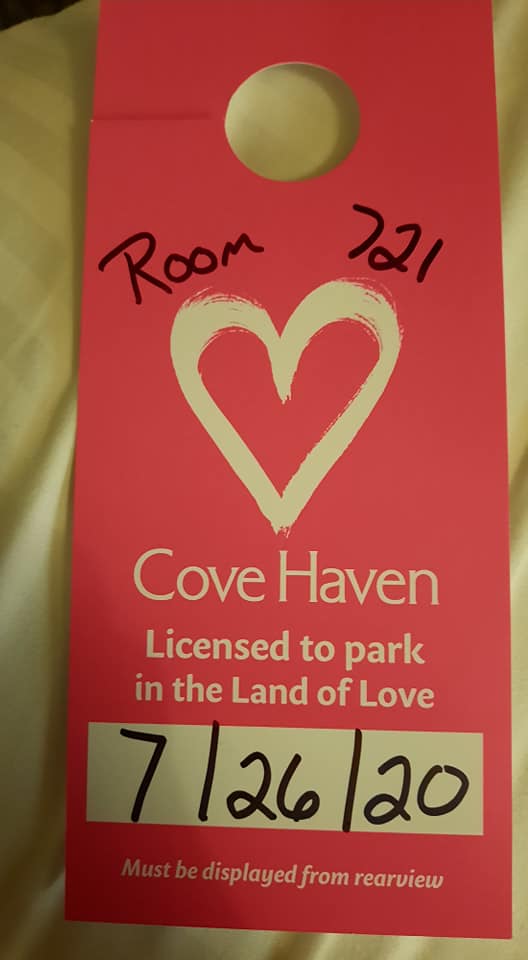 Room 721
Cove Haven
Licensed to park
in the Land of Love
7/26/20
Must be displayed from rearview